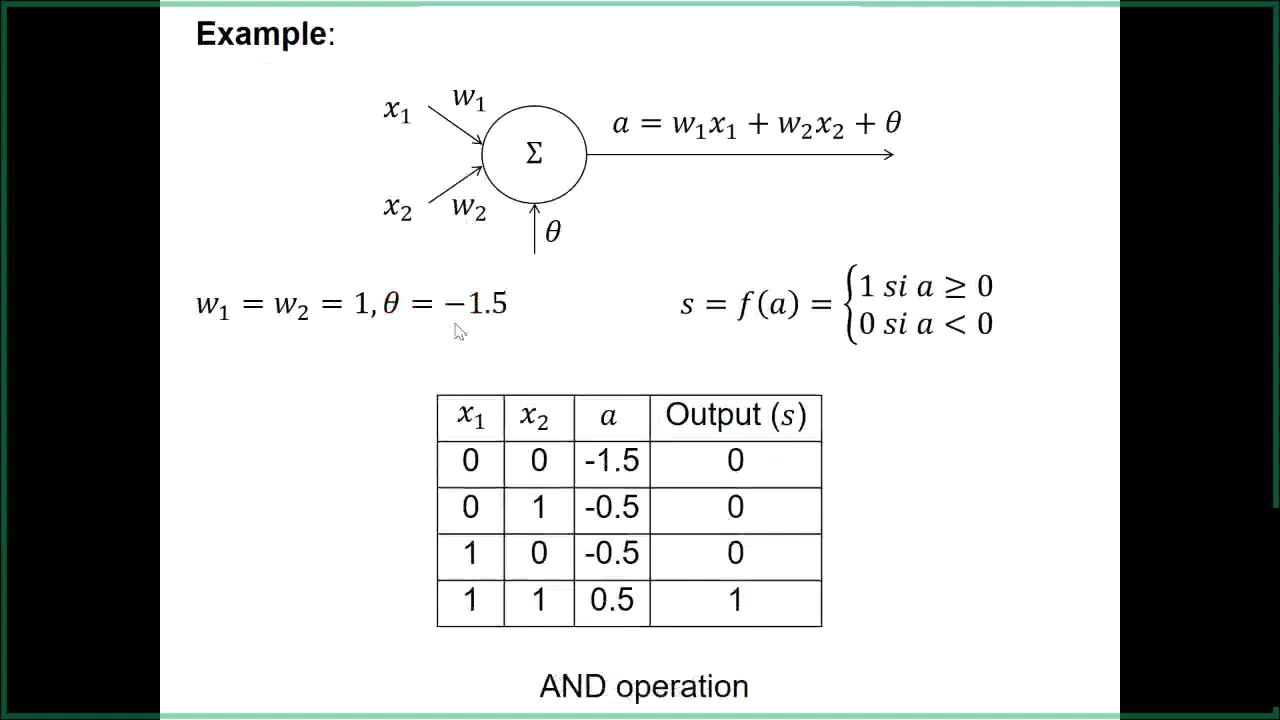 Example:
x₁ w₁
a = w₁x₁ + w₂x₂ + θ
Σ
x₂ w₂
θ
w₁ = w₂ = 1, θ = −1.5
s = f(a) = {1 si a ≥ 0
0 si a < 0
x₁ x₂ a Output (s)
0 0 -1.5 0
0 1 -0.5 0
1 0 -0.5 0
1 1 0.5 1
AND operation